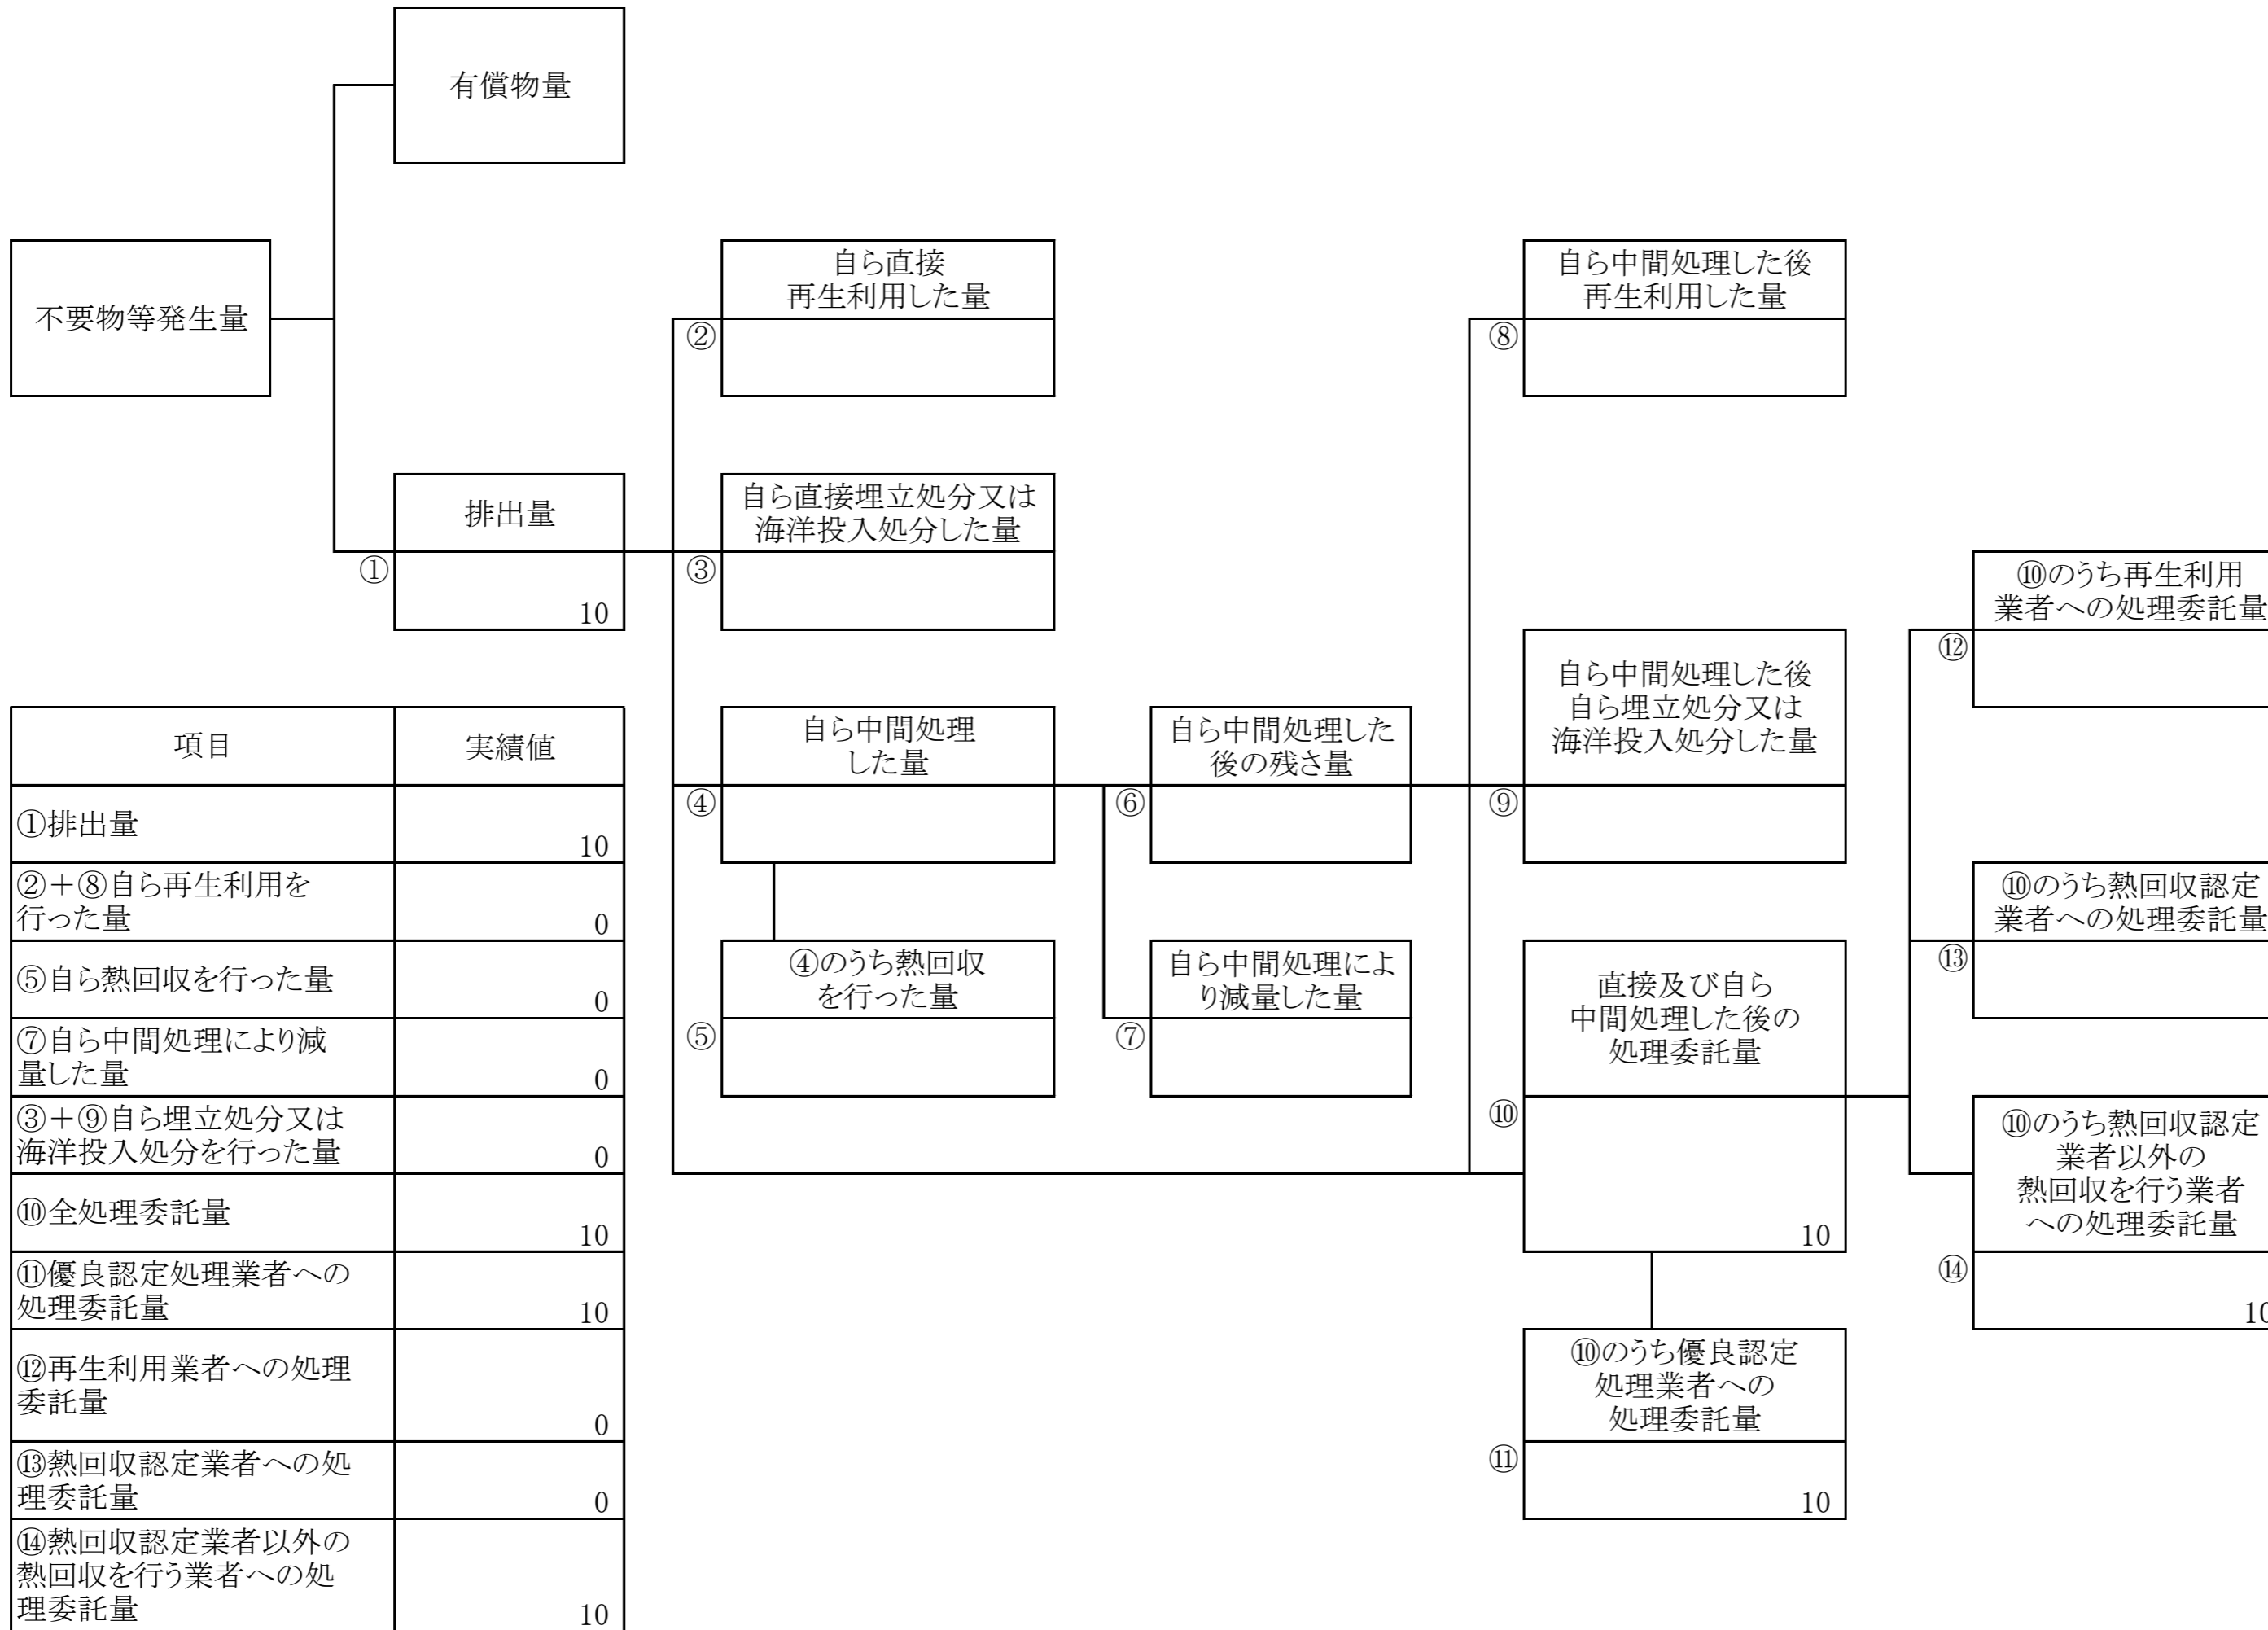 有償物量
不要物等発生量
自ら直接
再生利用した量
②
自ら中間処理した後
再生利用した量
⑧
排出量
①
10
自ら直接埋立処分又は
海洋投入処分した量
③
⑩のうち再生利用
業者への処理委託量
⑫
自ら中間処理した後
自ら埋立処分又は
海洋投入処分した量
⑨
自ら中間処理
した量
④
自ら中間処理した
後の残さ量
⑥
⑩のうち熱回収認定
業者への処理委託量
⑬
④のうち熱回収
を行った量
⑤
自ら中間処理によ
り減量した量
⑦
直接及び自ら
中間処理した後の
処理委託量
⑩
10
⑩のうち熱回収認定
業者以外の
熱回収を行う業者
への処理委託量
⑭
10
⑩のうち優良認定
処理業者への
処理委託量
⑪
10
項目 実績値
①排出量
10
②＋⑧自ら再生利用を
行った量
0
⑤自ら熱回収を行った量
0
⑦自ら中間処理により減
量した量
0
③＋⑨自ら埋立処分又は
海洋投入処分を行った量
0
⑩全処理委託量
10
⑪優良認定処理業者への
処理委託量
10
⑫再生利用業者への処理
委託量
0
⑬熱回収認定業者への処
理委託量
0
⑭熱回収認定業者以外の
熱回収を行う業者への処
理委託量
10